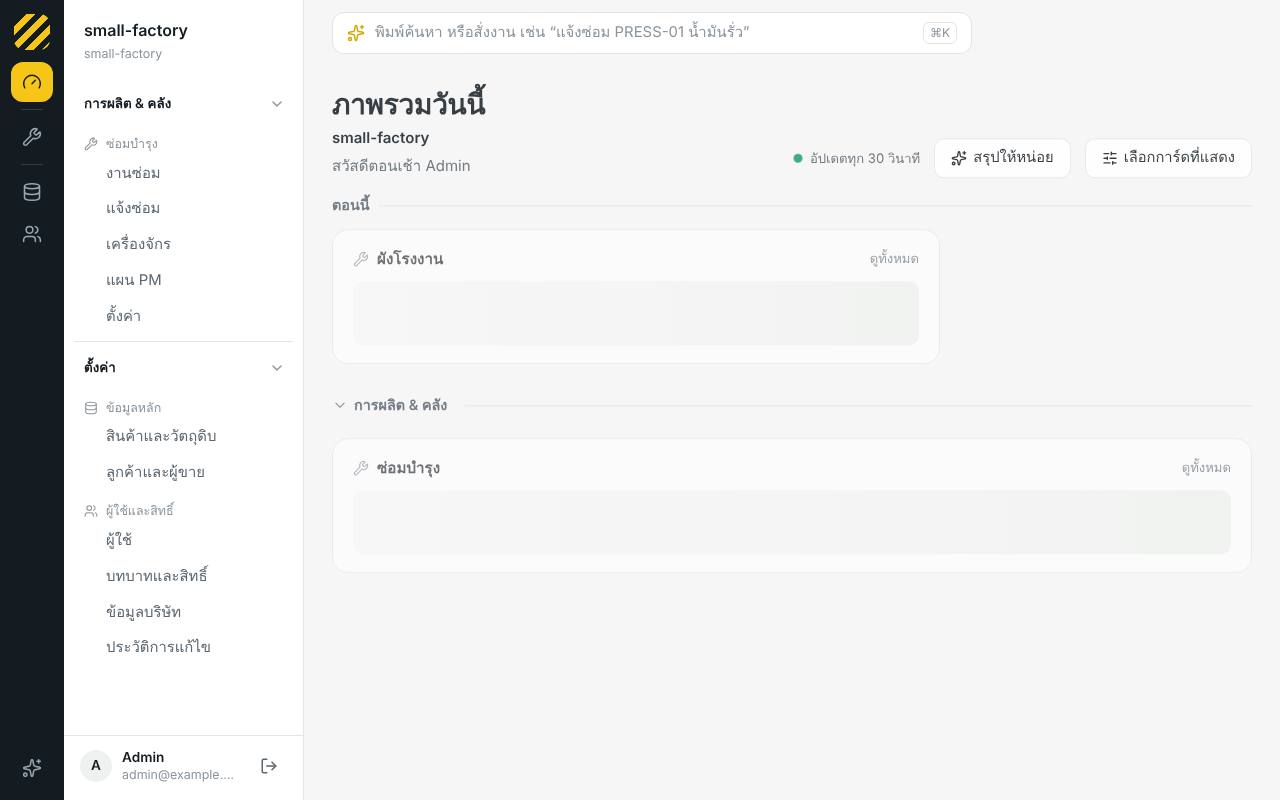 small-factory
small-factory
การผลิต & คลัง
ซ่อมบำรุง
งานซ่อม
แจ้งซ่อม
เครื่องจักร
แผน PM
ตั้งค่า
ตั้งค่า
ข้อมูลหลัก
สินค้าและวัตถุดิบ
ลูกค้าและผู้ขาย
ผู้ใช้และสิทธิ์
ผู้ใช้
บทบาทและสิทธิ์
ข้อมูลบริษัท
ประวัติการแก้ไข
A
Admin
admin@example....
พิมพ์ค้นหา หรือสั่งงาน เช่น “แจ้งซ่อม PRESS-01 น้ำมันรั่ว”
⌘K
ภาพรวมวันนี้
small-factory
สวัสดีตอนเช้า Admin
อัปเดตทุก 30 วินาที
สรุปให้หน่อย
เลือกการ์ดที่แสดง
ตอนนี้
ผังโรงงาน
ดูทั้งหมด
การผลิต & คลัง
ซ่อมบำรุง
ดูทั้งหมด